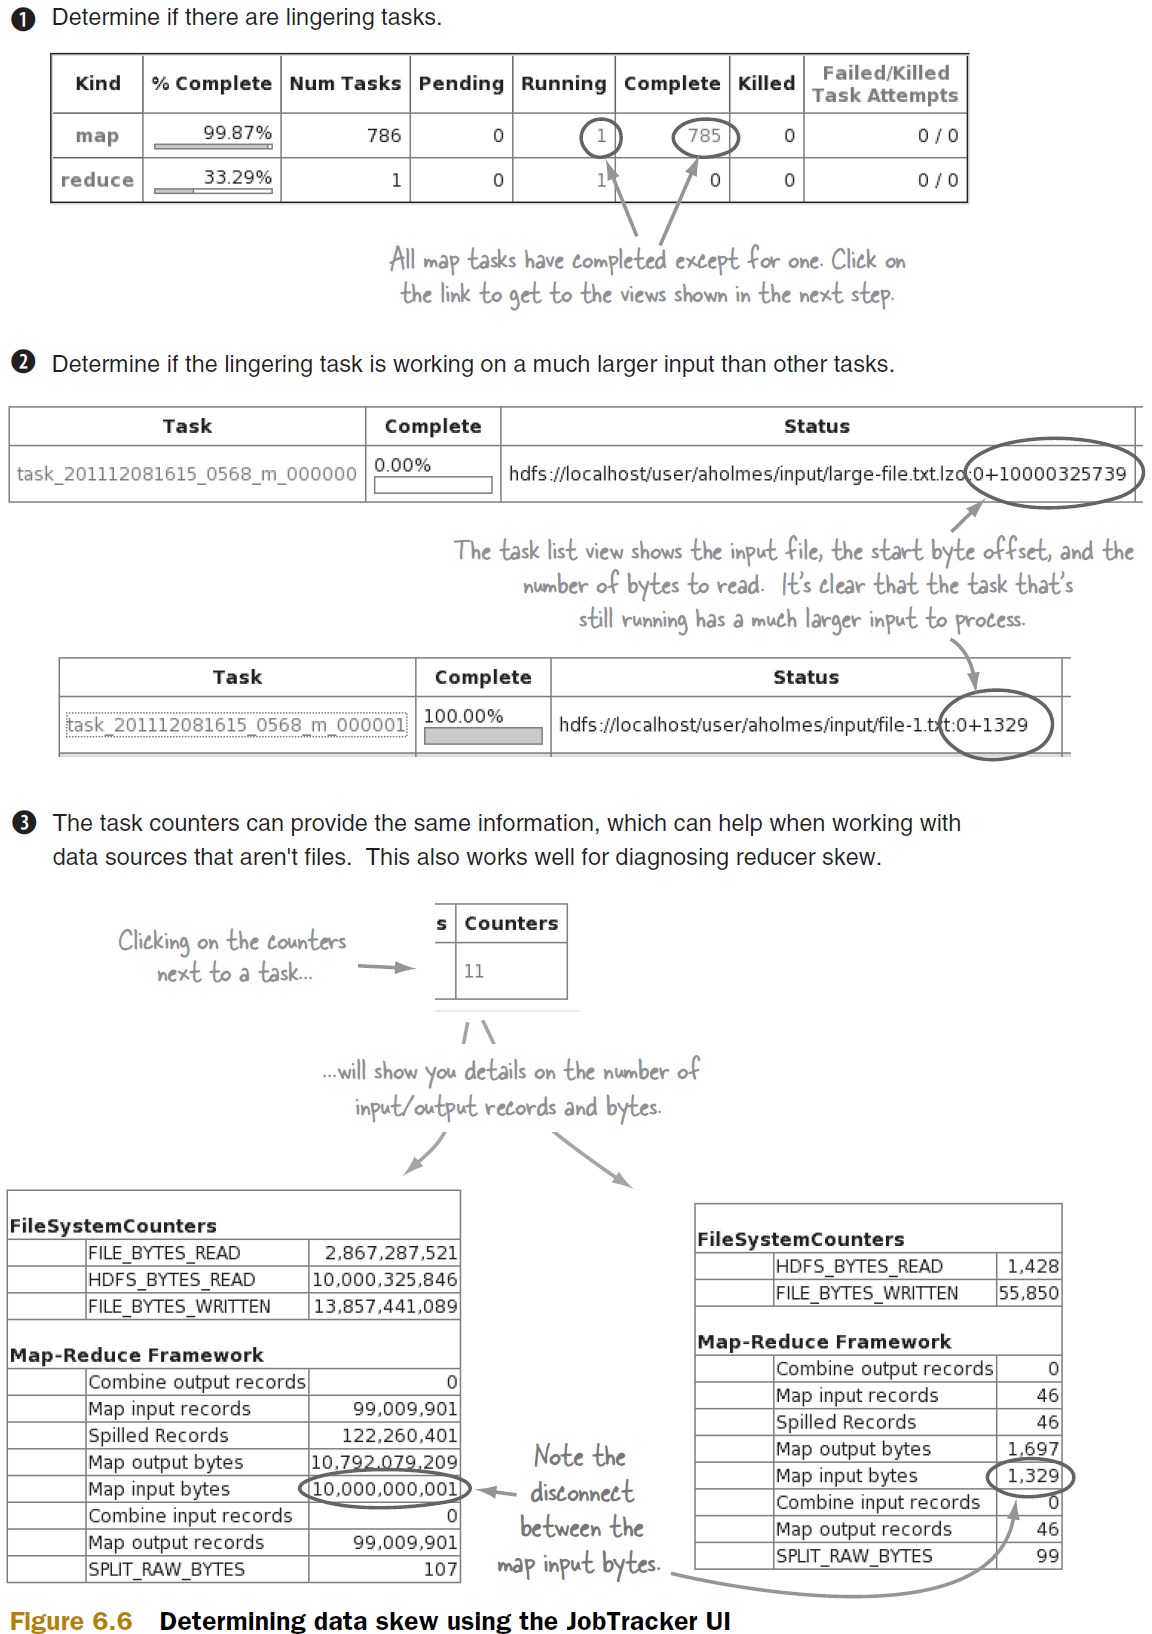 1 Determine if there are lingering tasks.
Kind % Complete Num Tasks Pending Running Complete Killed Failed/Killed Task Attempts
map 99.87% 786 0 1 785 0 0 / 0
reduce 33.29% 1 0 1 0 0 0 / 0
All map tasks have completed except for one. Click on
the link to get to the views shown in the next step.
2 Determine if the lingering task is working on a much larger input than other tasks.
Task Complete Status
task_201112081615_0568_m_000000 0.00% hdfs://localhost/user/aholmes/input/large-file.txt.lzo:0+10000325739
The task list view shows the input file, the start byte offset, and the
number of bytes to read. It's clear that the task that's
still running has a much larger input to process.
Task Complete Status
task_201112081615_0568_m_000001 100.00% hdfs://localhost/user/aholmes/input/file-1.txt:0+1329
3 The task counters can provide the same information, which can help when working with
data sources that aren't files. This also works well for diagnosing reducer skew.
s Counters
11
Clicking on the counters
next to a task...
...will show you details on the number of
input/output records and bytes.
FileSystemCounters
FILE_BYTES_READ 2,867,287,521
HDFS_BYTES_READ 10,000,325,846
FILE_BYTES_WRITTEN 13,857,441,089
Map-Reduce Framework
Combine output records 0
Map input records 99,009,901
Spilled Records 122,260,401
Map output bytes 10,792,079,209
Map input bytes 10,000,000,001
Combine input records 0
Map output records 99,009,901
SPLIT_RAW_BYTES 107
Note the
disconnect
between the
map input bytes.
FileSystemCounters
HDFS_BYTES_READ 1,428
FILE_BYTES_WRITTEN 55,850
Map-Reduce Framework
Combine output records 0
Map input records 46
Spilled Records 46
Map output bytes 1,697
Map input bytes 1,329
Combine input records 0
Map output records 46
SPLIT_RAW_BYTES 99
Figure 6.6 Determining data skew using the JobTracker UI